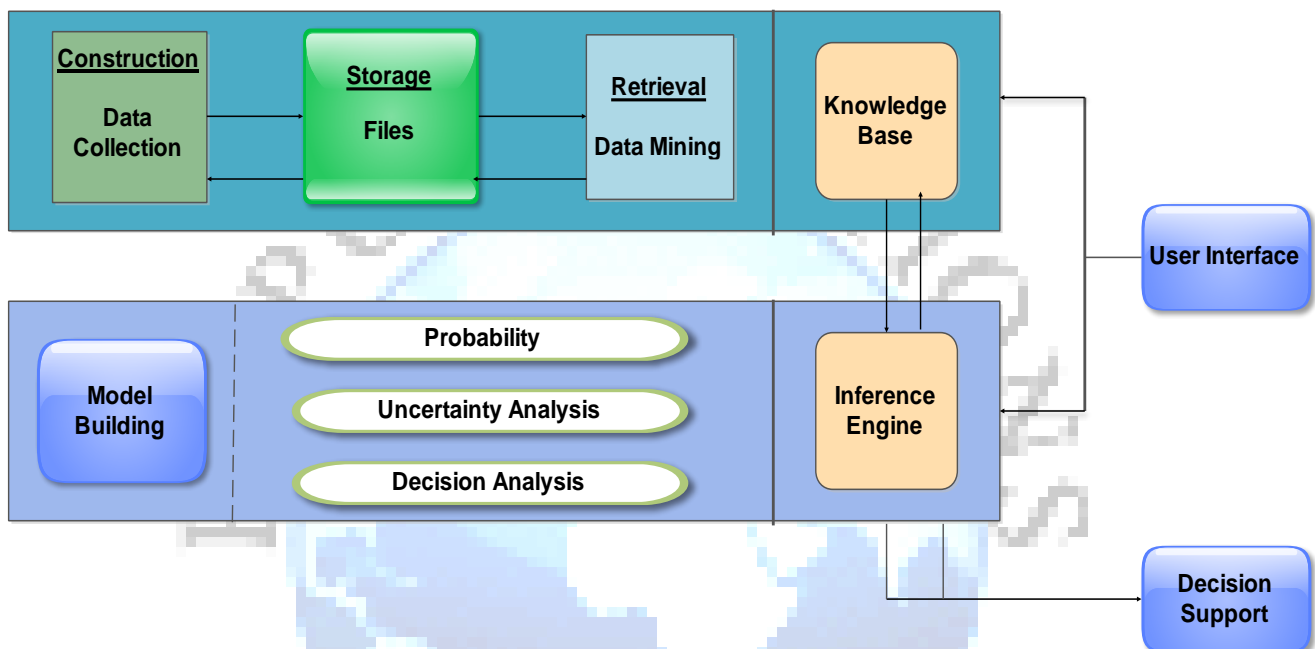 Construction
Data
Collection
Storage
Files
Retrieval
Data Mining
Knowledge
Base
User Interface
Model
Building
Probability
Uncertainty Analysis
Decision Analysis
Inference
Engine
Decision
Support